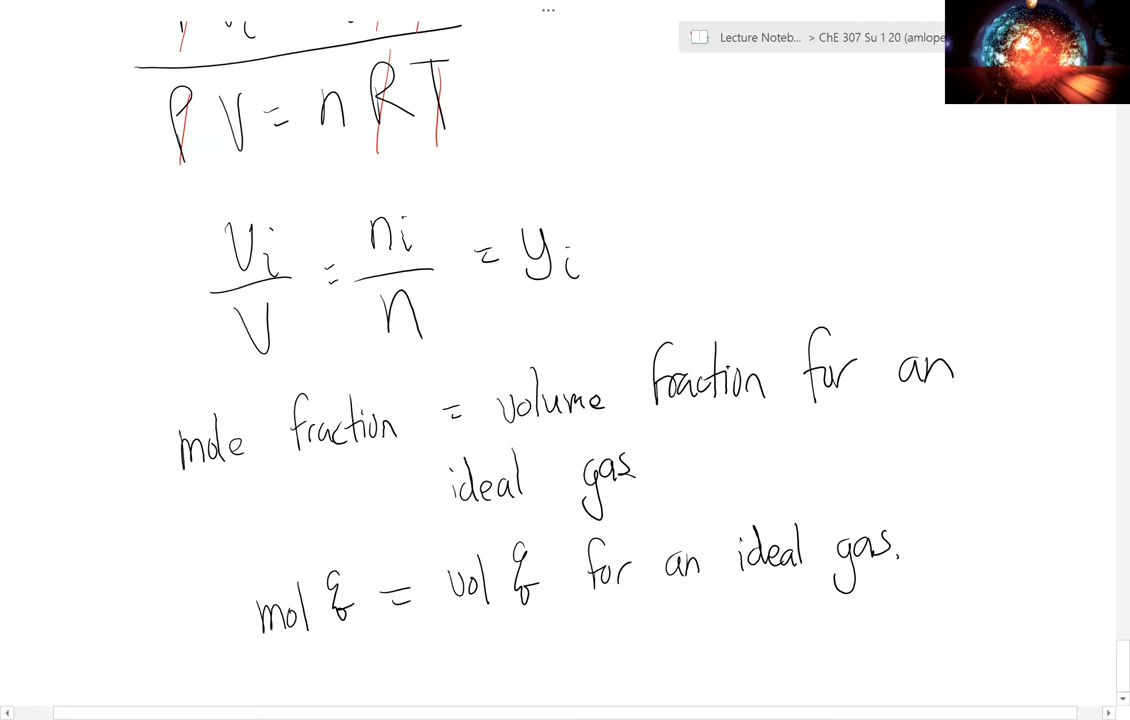 Lecture Noteb... > ChE 307 Su 1 20 (amlope
PV = nRT
Vi/V = ni/n = yi
mole fraction = volume fraction for an
ideal gas
mol % = vol % for an ideal gas.